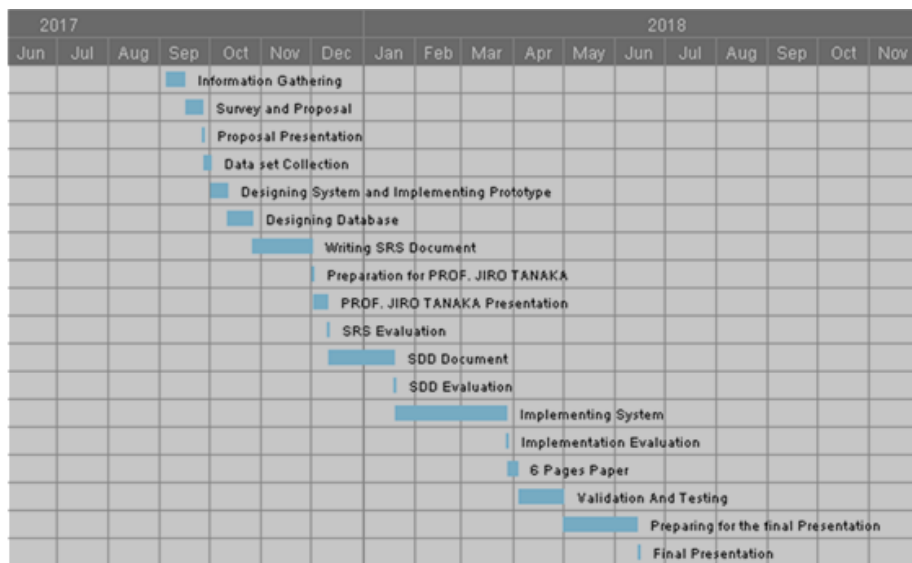 2017 2018
Jun Jul Aug Sep Oct Nov Dec Jan Feb Mar Apr May Jun Jul Aug Sep Oct Nov
Information Gathering
Survey and Proposal
Proposal Presentation
Data set Collection
Designing System and Implementing Prototype
Designing Database
Writing SRS Document
Preparation for PROF. JIRO TANAKA
PROF. JIRO TANAKA Presentation
SRS Evaluation
SDD Document
SDD Evaluation
Implementing System
Implementation Evaluation
6 Pages Paper
Validation And Testing
Preparing for the final Presentation
Final Presentation